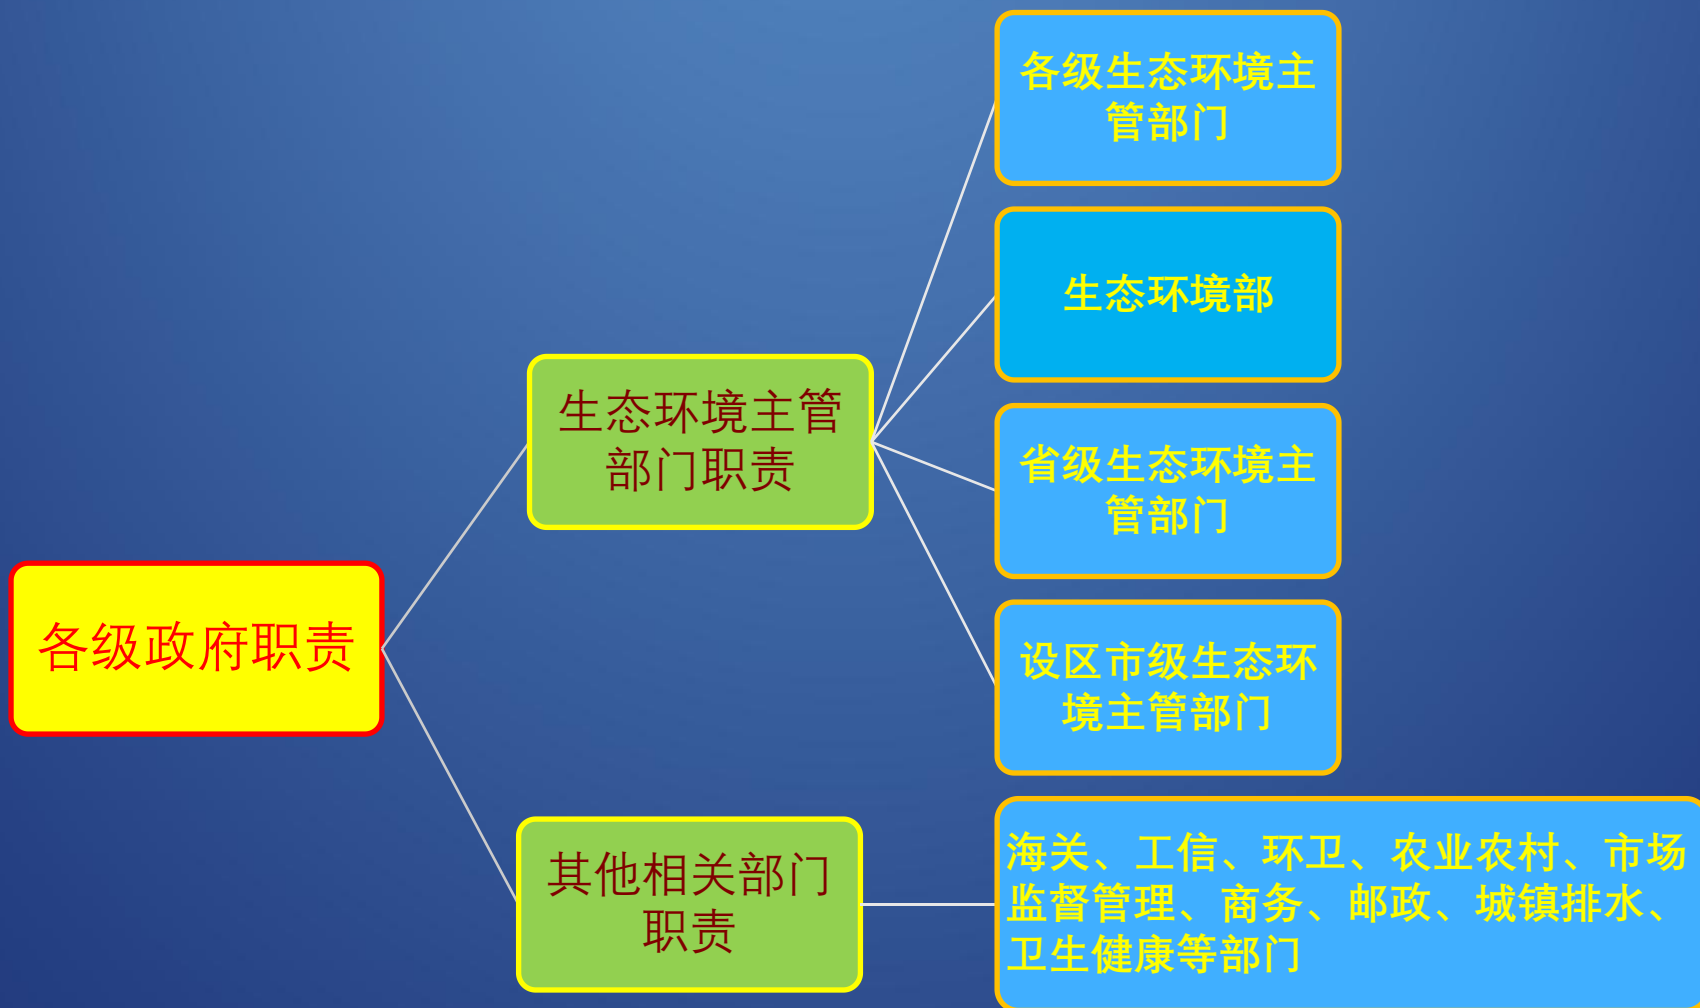 各级政府职责
生态环境主管
部门职责
各级生态环境主
管部门
生态环境部
省级生态环境主
管部门
设区市级生态环
境主管部门
其他相关部门
职责
海关、工信、环卫、农业农村、市场
监督管理、商务、邮政、城镇排水、
卫生健康等部门